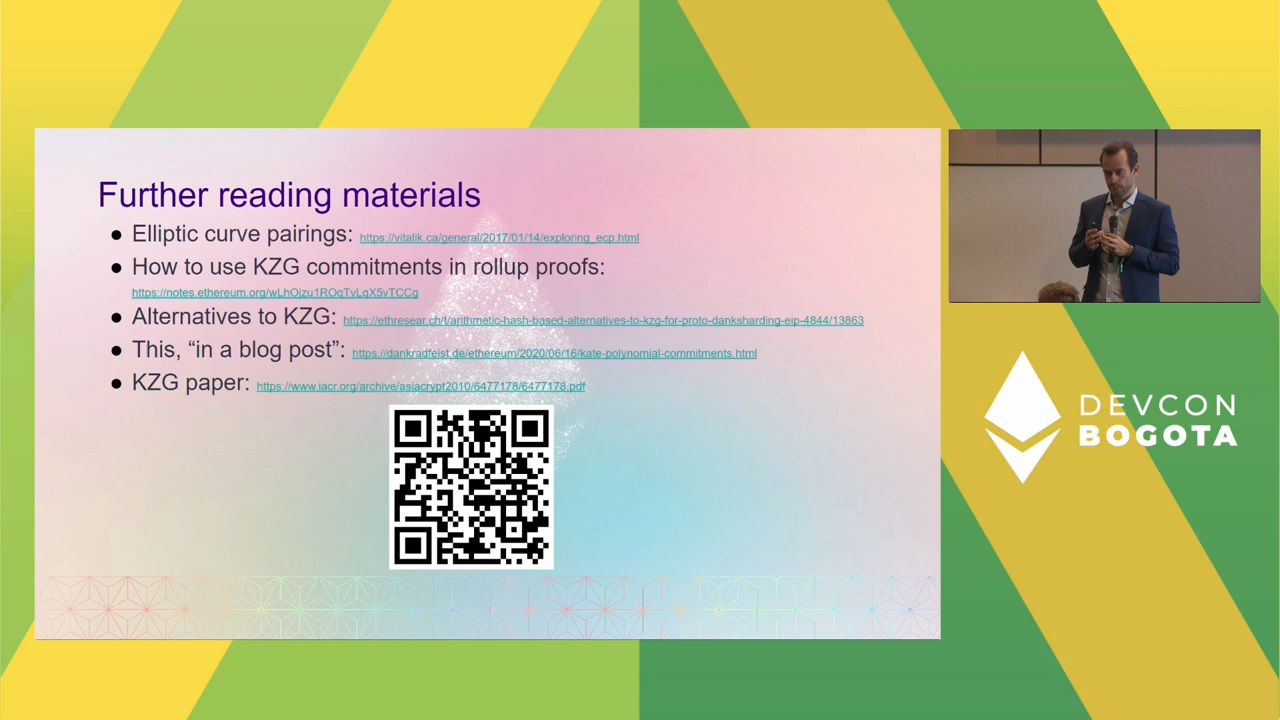 Further reading materials
● Elliptic curve pairings: https://vitalik.ca/general/2017/01/14/exploring_ecp.html
● How to use KZG commitments in rollup proofs:
https://notes.ethereum.org/wLhOjzu1ROqTvLqX5vTCCg
● Alternatives to KZG: https://ethresear.ch/t/arithmetic-hash-based-alternatives-to-kzg-for-proto-danksharding-eip-4844/13863
● This, “in a blog post”: https://dankradfeist.de/ethereum/2020/06/16/kate-polynomial-commitments.html
● KZG paper: https://www.iacr.org/archive/asiacrypt2010/6477178/6477178.pdf
DEVCON
BOGOTA